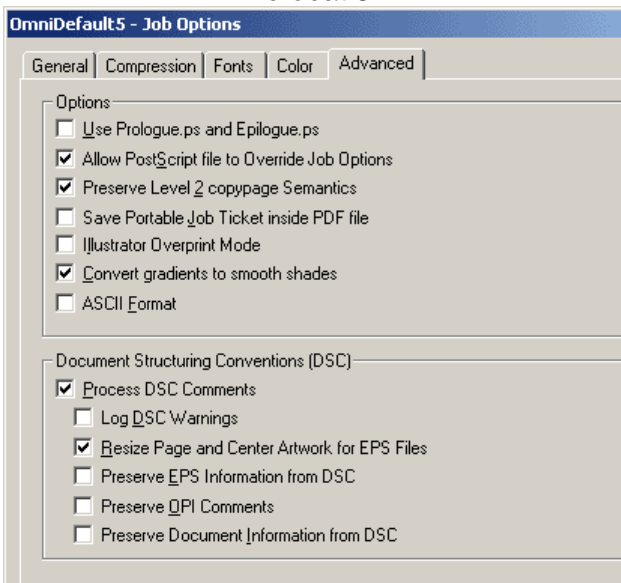 OmniDefault5 - Job Options
General Compression Fonts Color Advanced
Options
Use Prologue.ps and Epilogue.ps
Allow PostScript file to Override Job Options
Preserve Level 2 copypage Semantics
Save Portable Job Ticket inside PDF file
Illustrator Overprint Mode
Convert gradients to smooth shades
ASCII Format
Document Structuring Conventions (DSC)
Process DSC Comments
Log DSC Warnings
Resize Page and Center Artwork for EPS Files
Preserve EPS Information from DSC
Preserve OPI Comments
Preserve Document Information from DSC